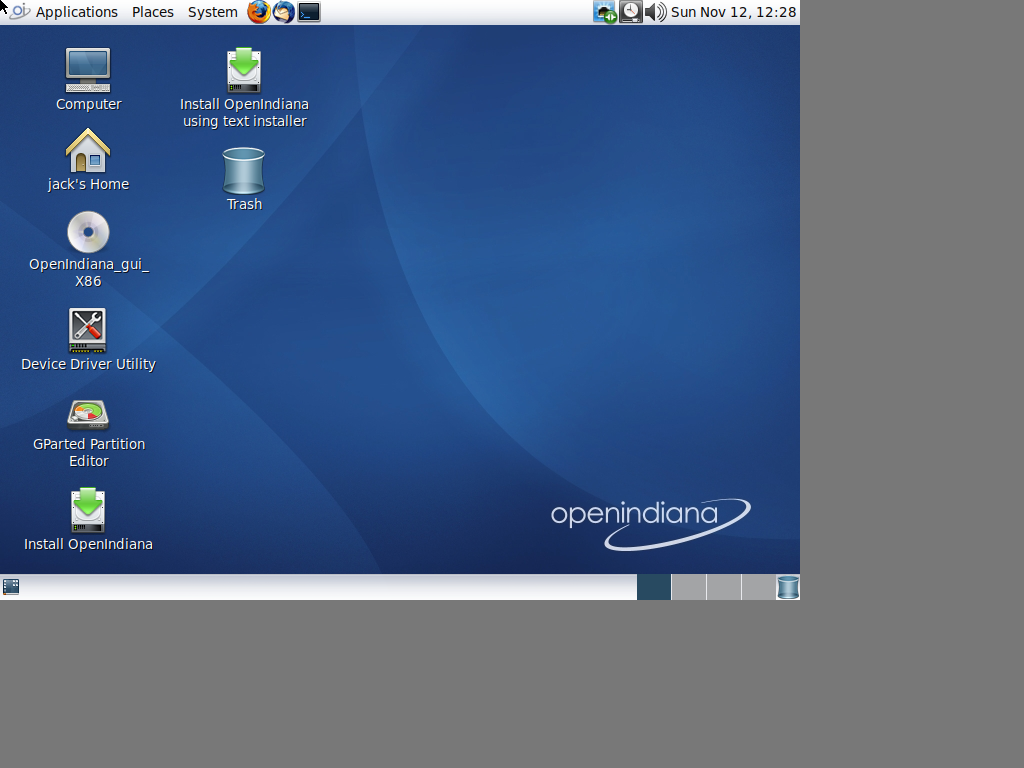 Applications Places System Sun Nov 12, 12:28
Computer
jack's Home
OpenIndiana_gui_
X86
Device Driver Utility
GParted Partition
Editor
Install OpenIndiana
Install OpenIndiana
using text installer
Trash
openindiana